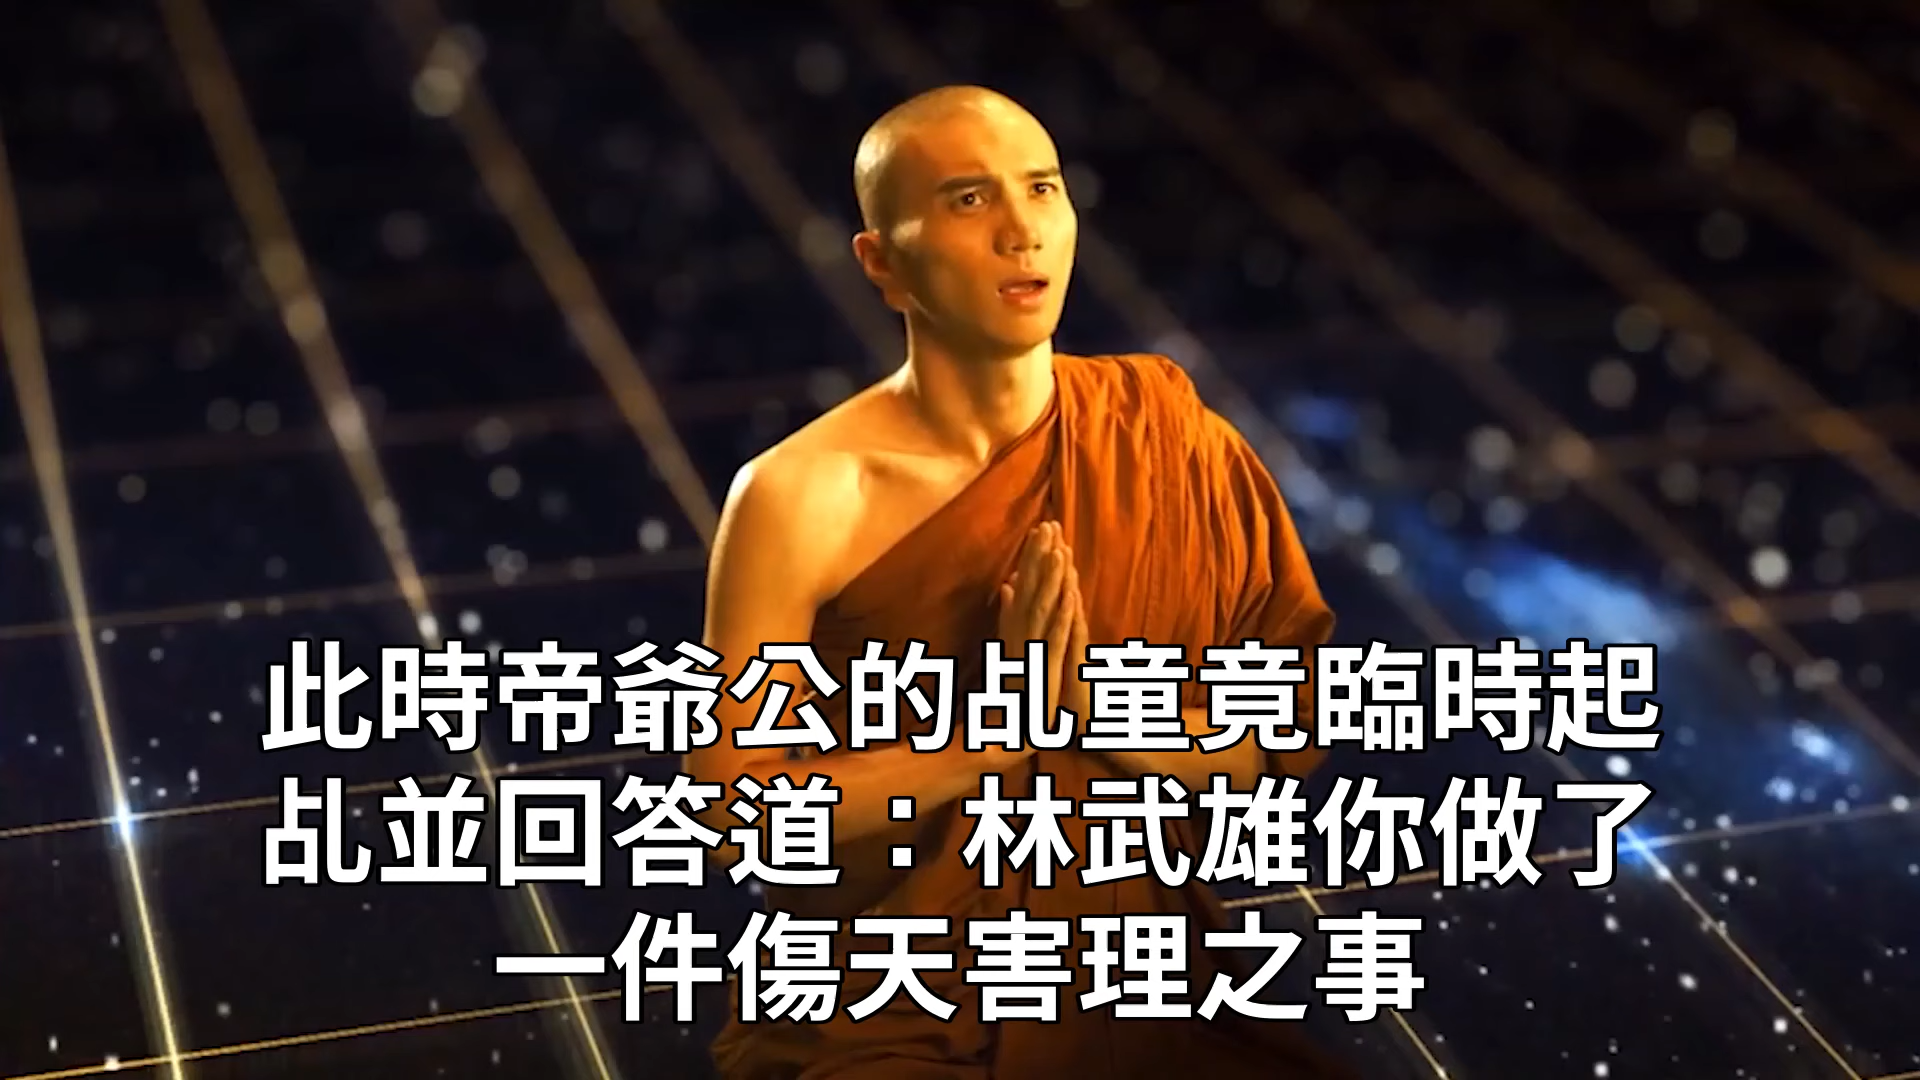 此時帝爺公的乩童竟臨時起
乩並回答道：林武雄你做了
一件傷天害理之事